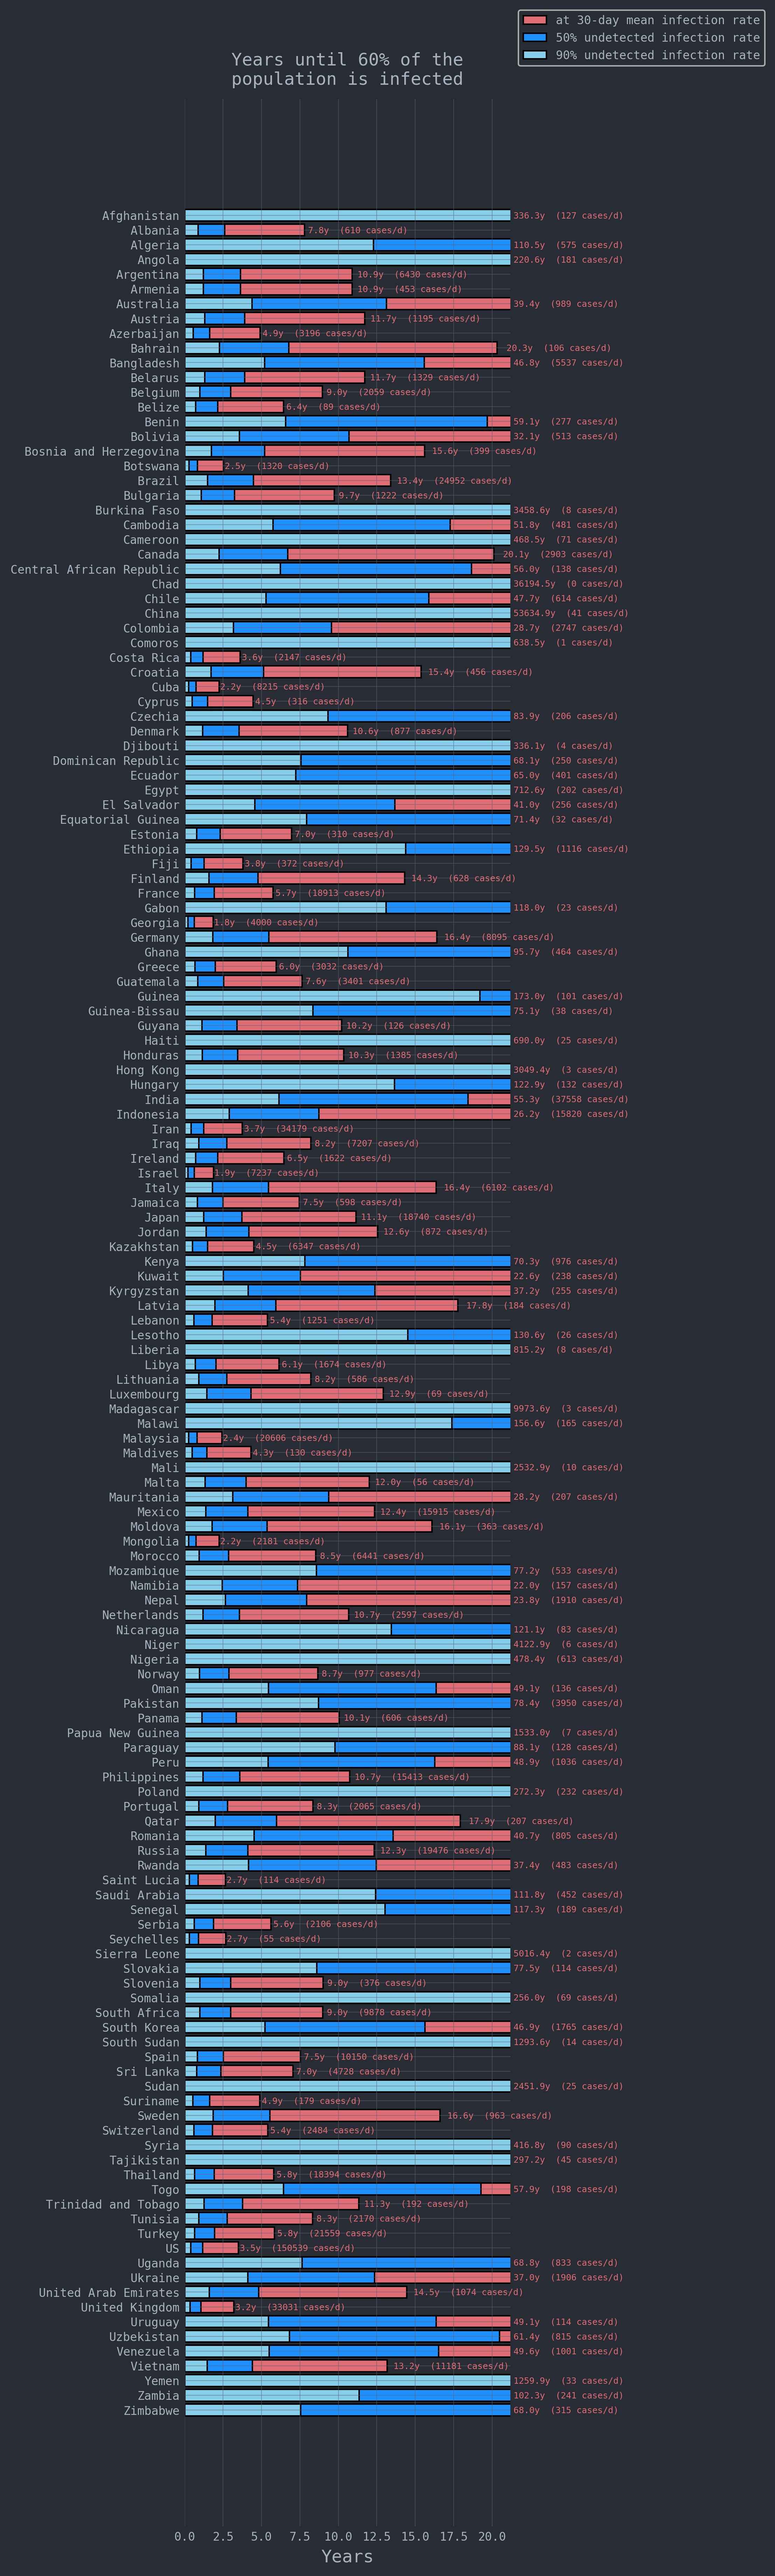 at 30-day mean infection rate
50% undetected infection rate
90% undetected infection rate
Years until 60% of the
population is infected
Afghanistan 336.3y (127 cases/d)
Albania 7.8y (610 cases/d)
Algeria 110.5y (575 cases/d)
Angola 220.6y (181 cases/d)
Argentina 10.9y (6430 cases/d)
Armenia 10.9y (453 cases/d)
Australia 39.4y (989 cases/d)
Austria 11.7y (1195 cases/d)
Azerbaijan 4.9y (3196 cases/d)
Bahrain 20.3y (106 cases/d)
Bangladesh 46.8y (5537 cases/d)
Belarus 11.7y (1329 cases/d)
Belgium 9.0y (2059 cases/d)
Belize 6.4y (89 cases/d)
Benin 59.1y (277 cases/d)
Bolivia 32.1y (513 cases/d)
Bosnia and Herzegovina 15.6y (399 cases/d)
Botswana 2.5y (1320 cases/d)
Brazil 13.4y (24952 cases/d)
Bulgaria 9.7y (1222 cases/d)
Burkina Faso 3458.6y (8 cases/d)
Cambodia 51.8y (481 cases/d)
Cameroon 468.5y (71 cases/d)
Canada 20.1y (2903 cases/d)
Central African Republic 56.0y (138 cases/d)
Chad 36194.5y (0 cases/d)
Chile 47.7y (614 cases/d)
China 53634.9y (41 cases/d)
Colombia 28.7y (2747 cases/d)
Comoros 638.5y (1 cases/d)
Costa Rica 3.6y (2147 cases/d)
Croatia 15.4y (456 cases/d)
Cuba 2.2y (8215 cases/d)
Cyprus 4.5y (316 cases/d)
Czechia 83.9y (206 cases/d)
Denmark 10.6y (877 cases/d)
Djibouti 336.1y (4 cases/d)
Dominican Republic 68.1y (250 cases/d)
Ecuador 65.0y (401 cases/d)
Egypt 712.6y (202 cases/d)
El Salvador 41.0y (256 cases/d)
Equatorial Guinea 71.4y (32 cases/d)
Estonia 7.0y (310 cases/d)
Ethiopia 129.5y (1116 cases/d)
Fiji 3.8y (372 cases/d)
Finland 14.3y (628 cases/d)
France 5.7y (18913 cases/d)
Gabon 118.0y (23 cases/d)
Georgia 1.8y (4000 cases/d)
Germany 16.4y (8095 cases/d)
Ghana 95.7y (464 cases/d)
Greece 6.0y (3032 cases/d)
Guatemala 7.6y (3401 cases/d)
Guinea 173.0y (101 cases/d)
Guinea-Bissau 75.1y (38 cases/d)
Guyana 10.2y (126 cases/d)
Haiti 690.0y (25 cases/d)
Honduras 10.3y (1385 cases/d)
Hong Kong 3049.4y (3 cases/d)
Hungary 122.9y (132 cases/d)
India 55.3y (37558 cases/d)
Indonesia 26.2y (15820 cases/d)
Iran 3.7y (34179 cases/d)
Iraq 8.2y (7207 cases/d)
Ireland 6.5y (1622 cases/d)
Israel 1.9y (7237 cases/d)
Italy 16.4y (6102 cases/d)
Jamaica 7.5y (598 cases/d)
Japan 11.1y (18740 cases/d)
Jordan 12.6y (872 cases/d)
Kazakhstan 4.5y (6347 cases/d)
Kenya 70.3y (976 cases/d)
Kuwait 22.6y (238 cases/d)
Kyrgyzstan 37.2y (255 cases/d)
Latvia 17.8y (184 cases/d)
Lebanon 5.4y (1251 cases/d)
Lesotho 130.6y (26 cases/d)
Liberia 815.2y (8 cases/d)
Libya 6.1y (1674 cases/d)
Lithuania 8.2y (586 cases/d)
Luxembourg 12.9y (69 cases/d)
Madagascar 9973.6y (3 cases/d)
Malawi 156.6y (165 cases/d)
Malaysia 2.4y (20606 cases/d)
Maldives 4.3y (130 cases/d)
Mali 2532.9y (10 cases/d)
Malta 12.0y (56 cases/d)
Mauritania 28.2y (207 cases/d)
Mexico 12.4y (15915 cases/d)
Moldova 16.1y (363 cases/d)
Mongolia 2.2y (2181 cases/d)
Morocco 8.5y (6441 cases/d)
Mozambique 77.2y (533 cases/d)
Namibia 22.0y (157 cases/d)
Nepal 23.8y (1910 cases/d)
Netherlands 10.7y (2597 cases/d)
Nicaragua 121.1y (83 cases/d)
Niger 4122.9y (6 cases/d)
Nigeria 478.4y (613 cases/d)
Norway 8.7y (977 cases/d)
Oman 49.1y (136 cases/d)
Pakistan 78.4y (3950 cases/d)
Panama 10.1y (606 cases/d)
Papua New Guinea 1533.0y (7 cases/d)
Paraguay 88.1y (128 cases/d)
Peru 48.9y (1036 cases/d)
Philippines 10.7y (15413 cases/d)
Poland 272.3y (232 cases/d)
Portugal 8.3y (2065 cases/d)
Qatar 17.9y (207 cases/d)
Romania 40.7y (805 cases/d)
Russia 12.3y (19476 cases/d)
Rwanda 37.4y (483 cases/d)
Saint Lucia 2.7y (114 cases/d)
Saudi Arabia 111.8y (452 cases/d)
Senegal 117.3y (189 cases/d)
Serbia 5.6y (2106 cases/d)
Seychelles 2.7y (55 cases/d)
Sierra Leone 5016.4y (2 cases/d)
Slovakia 77.5y (114 cases/d)
Slovenia 9.0y (376 cases/d)
Somalia 256.0y (69 cases/d)
South Africa 9.0y (9878 cases/d)
South Korea 46.9y (1765 cases/d)
South Sudan 1293.6y (14 cases/d)
Spain 7.5y (10150 cases/d)
Sri Lanka 7.0y (4728 cases/d)
Sudan 2451.9y (25 cases/d)
Suriname 4.9y (179 cases/d)
Sweden 16.6y (963 cases/d)
Switzerland 5.4y (2484 cases/d)
Syria 416.8y (90 cases/d)
Tajikistan 297.2y (45 cases/d)
Thailand 5.8y (18394 cases/d)
Togo 57.9y (198 cases/d)
Trinidad and Tobago 11.3y (192 cases/d)
Tunisia 8.3y (2170 cases/d)
Turkey 5.8y (21559 cases/d)
US 3.5y (150539 cases/d)
Uganda 68.8y (833 cases/d)
Ukraine 37.0y (1906 cases/d)
United Arab Emirates 14.5y (1074 cases/d)
United Kingdom 3.2y (33031 cases/d)
Uruguay 49.1y (114 cases/d)
Uzbekistan 61.4y (815 cases/d)
Venezuela 49.6y (1001 cases/d)
Vietnam 13.2y (11181 cases/d)
Yemen 1259.9y (33 cases/d)
Zambia 102.3y (241 cases/d)
Zimbabwe 68.0y (315 cases/d)
0.0 2.5 5.0 7.5 10.0 12.5 15.0 17.5 20.0
Years